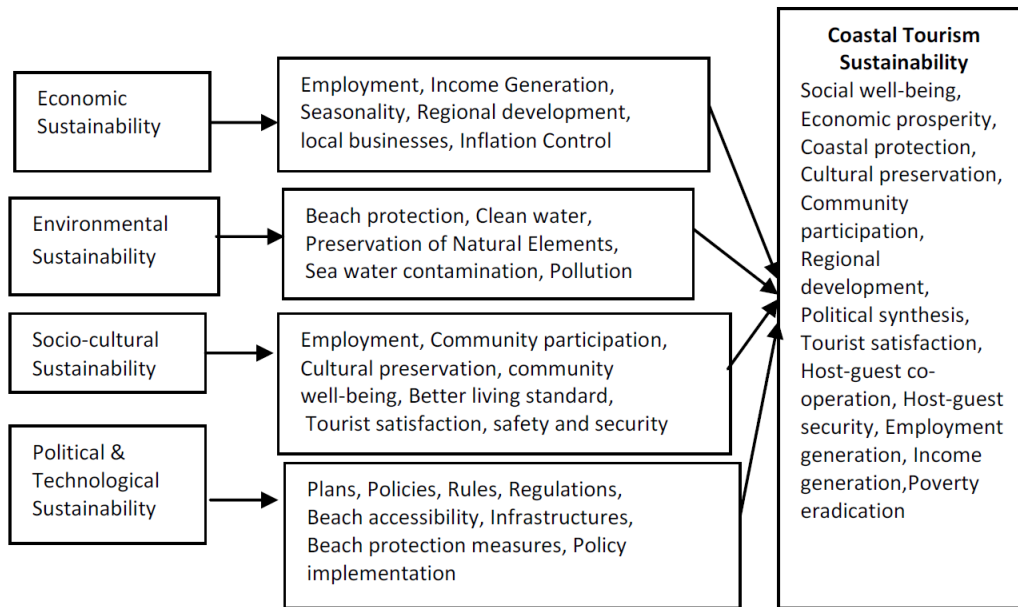 Economic
Sustainability
Employment, Income Generation,
Seasonality, Regional development,
local businesses, Inflation Control
Environmental
Sustainability
Beach protection, Clean water,
Preservation of Natural Elements,
Sea water contamination, Pollution
Socio-cultural
Sustainability
Employment, Community participation,
Cultural preservation, community
well-being, Better living standard,
Tourist satisfaction, safety and security
Political &
Technological
Sustainability
Plans, Policies, Rules, Regulations,
Beach accessibility, Infrastructures,
Beach protection measures, Policy
implementation
Coastal Tourism
Sustainability
Social well-being,
Economic prosperity,
Coastal protection,
Cultural preservation,
Community
participation,
Regional
development,
Political synthesis,
Tourist satisfaction,
Host-guest co-
operation, Host-guest
security, Employment
generation, Income
generation,Poverty
eradication